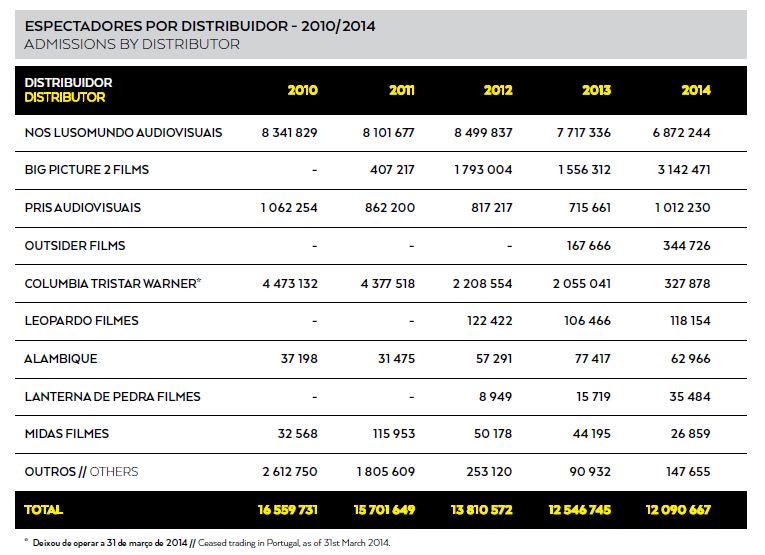 ESPECTADORES POR DISTRIBUIDOR - 2010/2014
ADMISSIONS BY DISTRIBUTOR
DISTRIBUIDOR
DISTRIBUTOR 2010 2011 2012 2013 2014
NOS LUSOMUNDO AUDIOVISUAIS 8 341 829 8 101 677 8 499 837 7 717 336 6 872 244
BIG PICTURE 2 FILMS - 407 217 1 793 004 1 556 312 3 142 471
PRIS AUDIOVISUAIS 1 062 254 862 200 817 217 715 661 1 012 230
OUTSIDER FILMS - - - 167 666 344 726
COLUMBIA TRISTAR WARNER* 4 473 132 4 377 518 2 208 554 2 055 041 327 878
LEOPARDO FILMES - - 122 422 106 466 118 154
ALAMBIQUE 37 198 31 475 57 291 77 417 62 966
LANTERNA DE PEDRA FILMES - - 8 949 15 719 35 484
MIDAS FILMES 32 568 115 953 50 178 44 195 26 859
OUTROS // OTHERS 2 612 750 1 805 609 253 120 90 932 147 655
TOTAL 16 559 731 15 701 649 13 810 572 12 546 745 12 090 667
* Deixou de operar a 31 de março de 2014 // Ceased trading in Portugal, as of 31st March 2014.